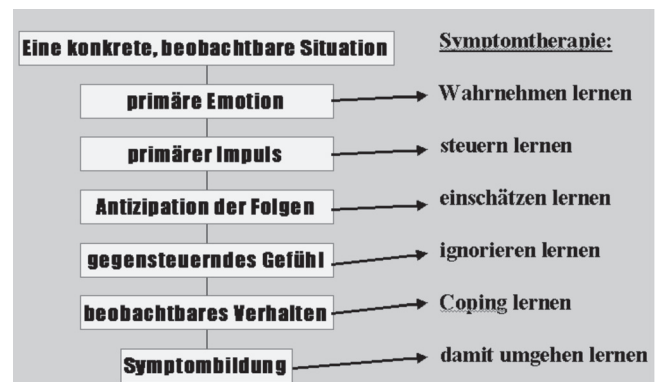 Eine konkrete, beobachtbare Situation
Symptomtherapie:
primäre Emotion
Wahrnehmen lernen
primärer Impuls
steuern lernen
Antizipation der Folgen
einschätzen lernen
gegensteuerndes Gefühl
ignorieren lernen
beobachtbares Verhalten
Coping lernen
Symptombildung
damit umgehen lernen